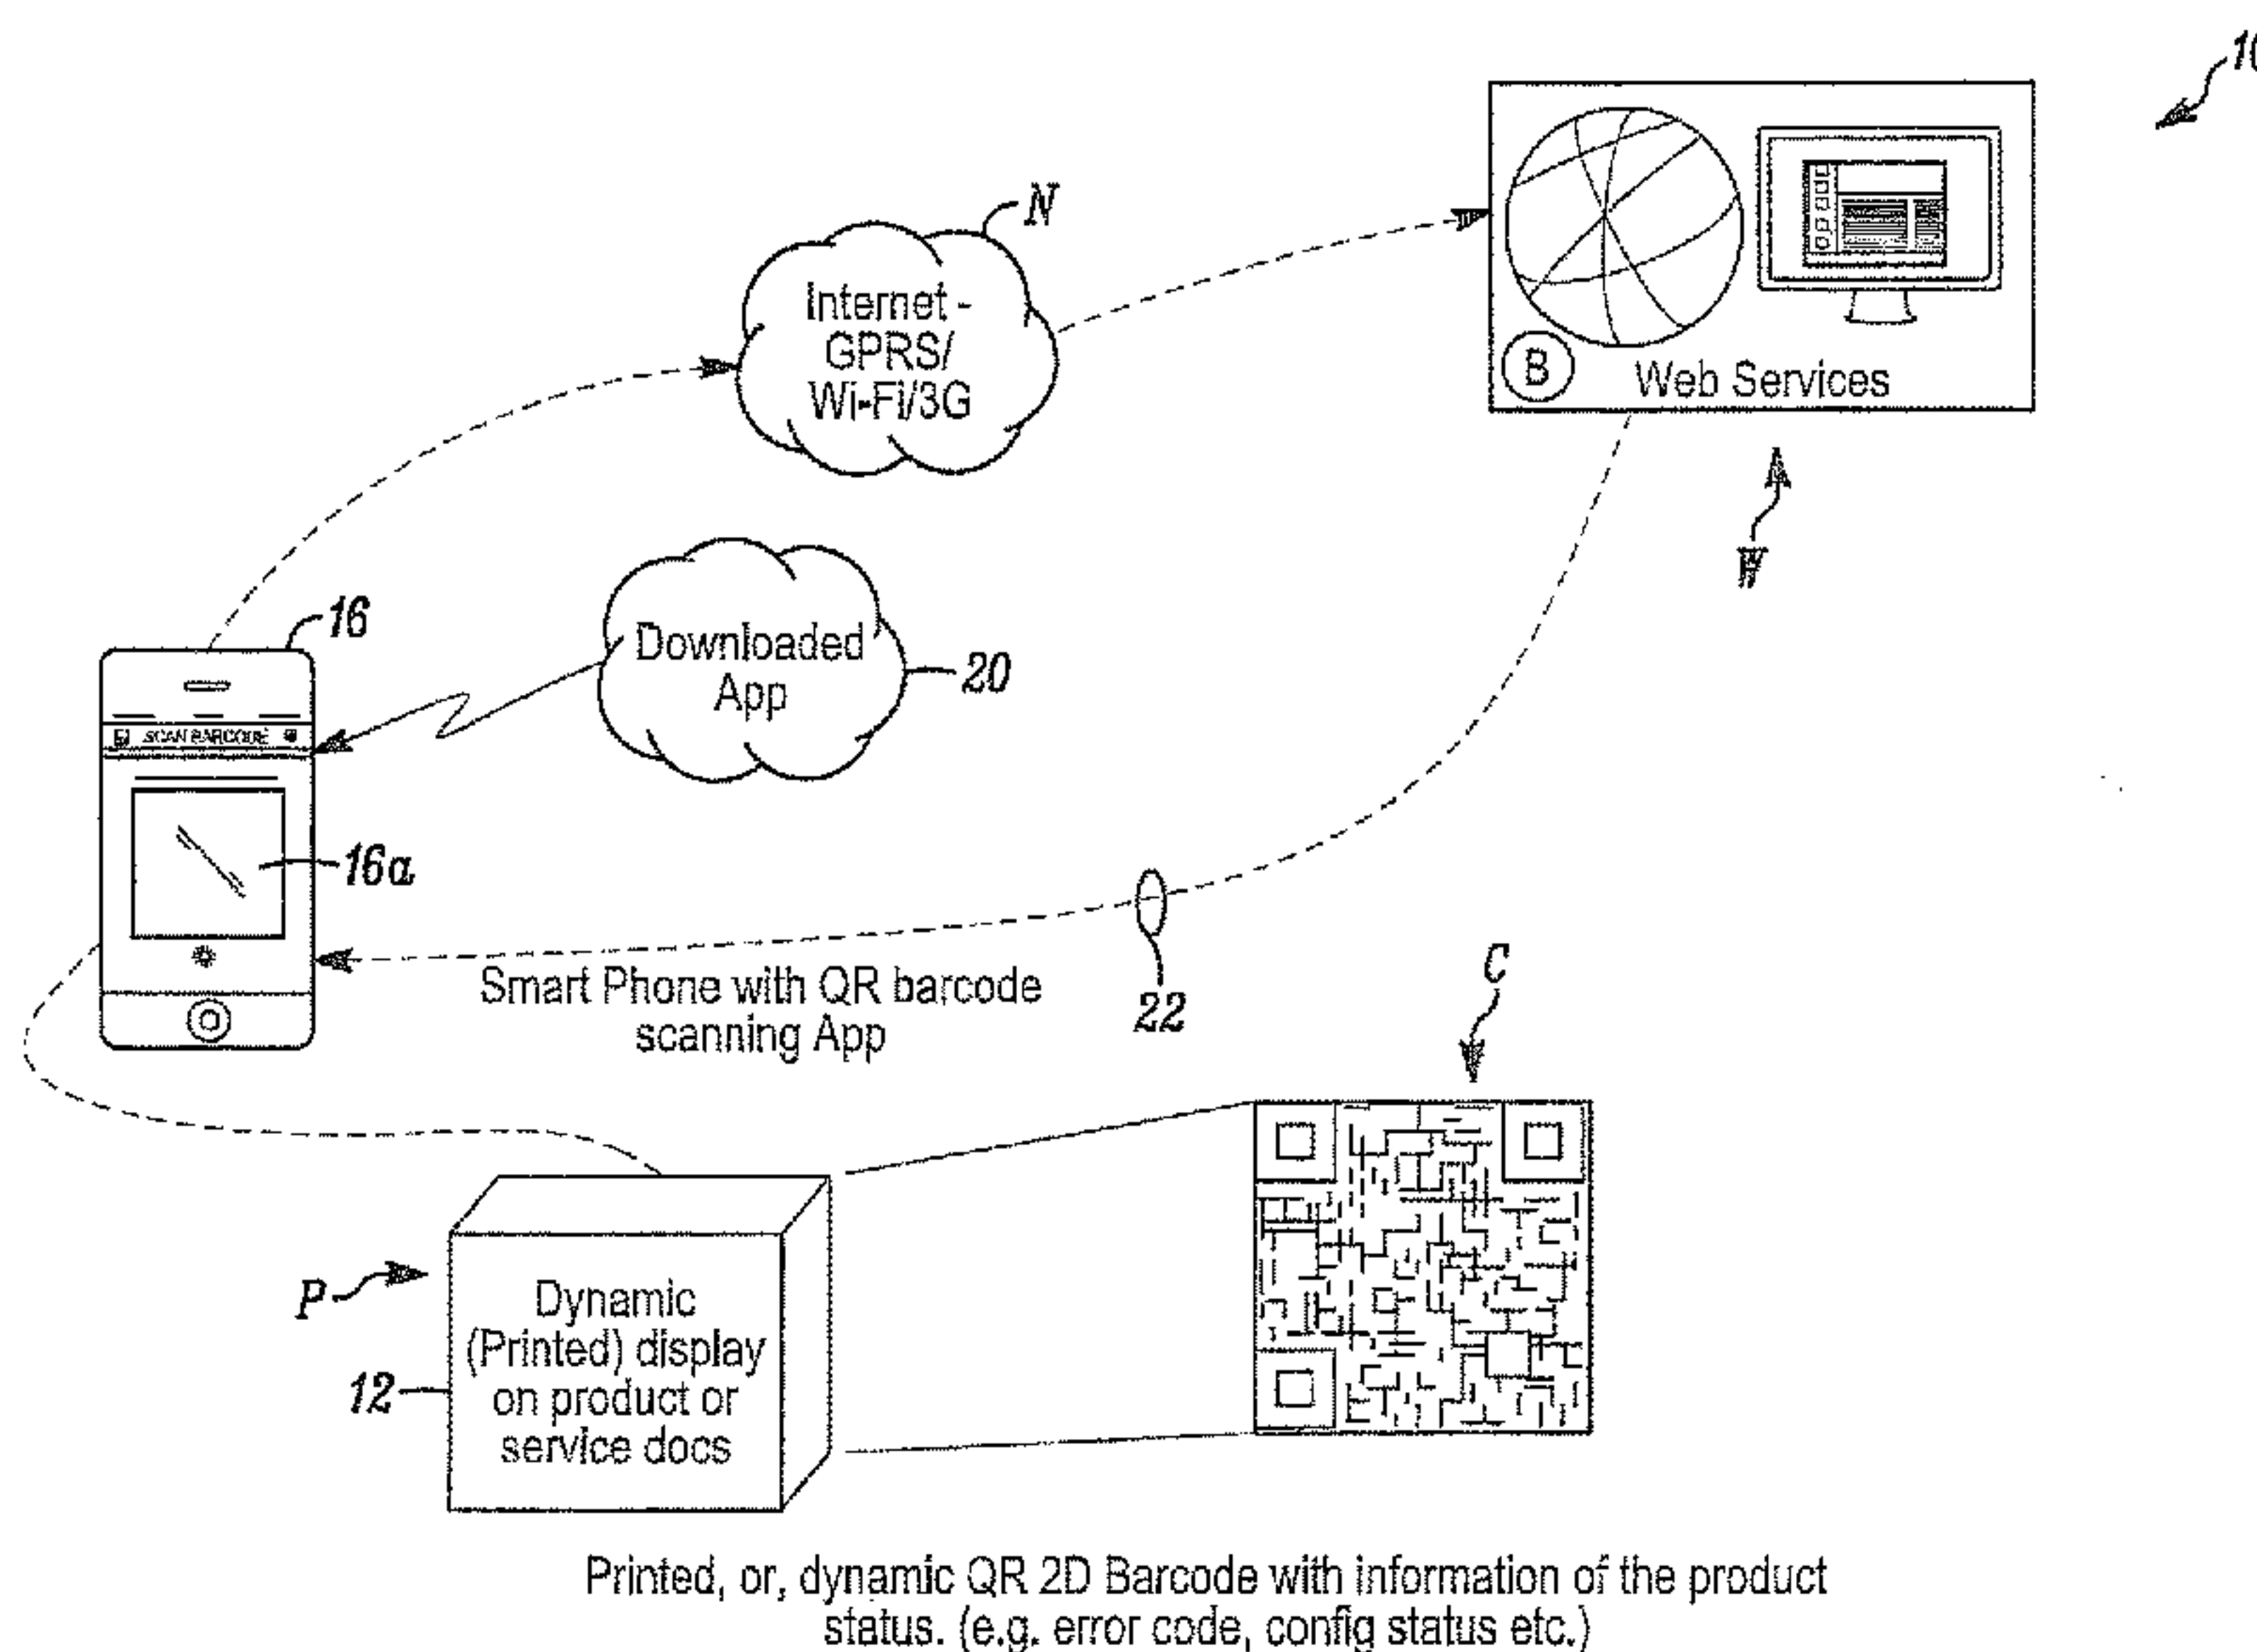 10
N
Internet -
GPRS/
Wi-Fi/3G
B
Web Services
W
16
Downloaded
App
20
SCAN BARCODE
16a
Smart Phone with QR barcode
scanning App
22
C
P
Dynamic
(Printed) display
on product or
service docs
12
Printed, or, dynamic QR 2D Barcode with information of the product
status. (e.g. error code, config status etc.)